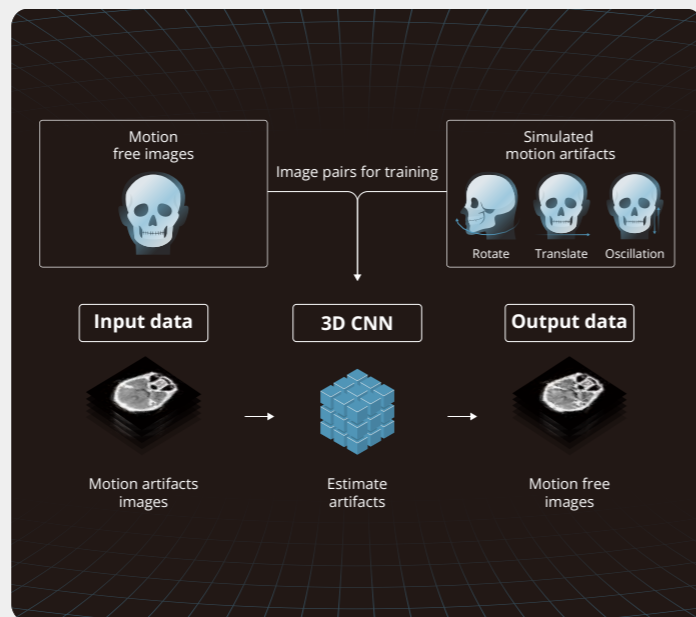 Motion
free images
Image pairs for training
Simulated
motion artifacts
Rotate
Translate
Oscillation
Input data
3D CNN
Output data
Motion artifacts
images
Estimate
artifacts
Motion free
images